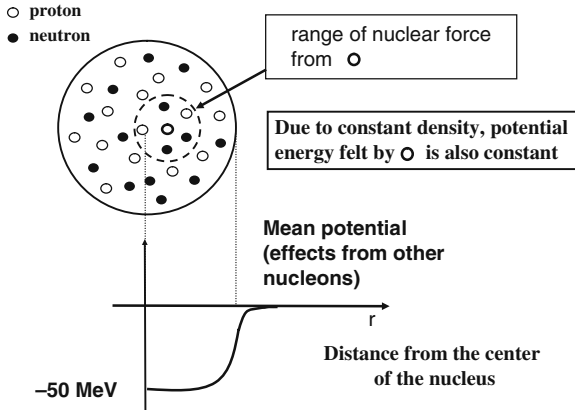 proton
neutron
range of nuclear force
from
Due to constant density, potential
energy felt by is also constant
Mean potential
(effects from other
nucleons)
r
Distance from the center
of the nucleus
−50 MeV